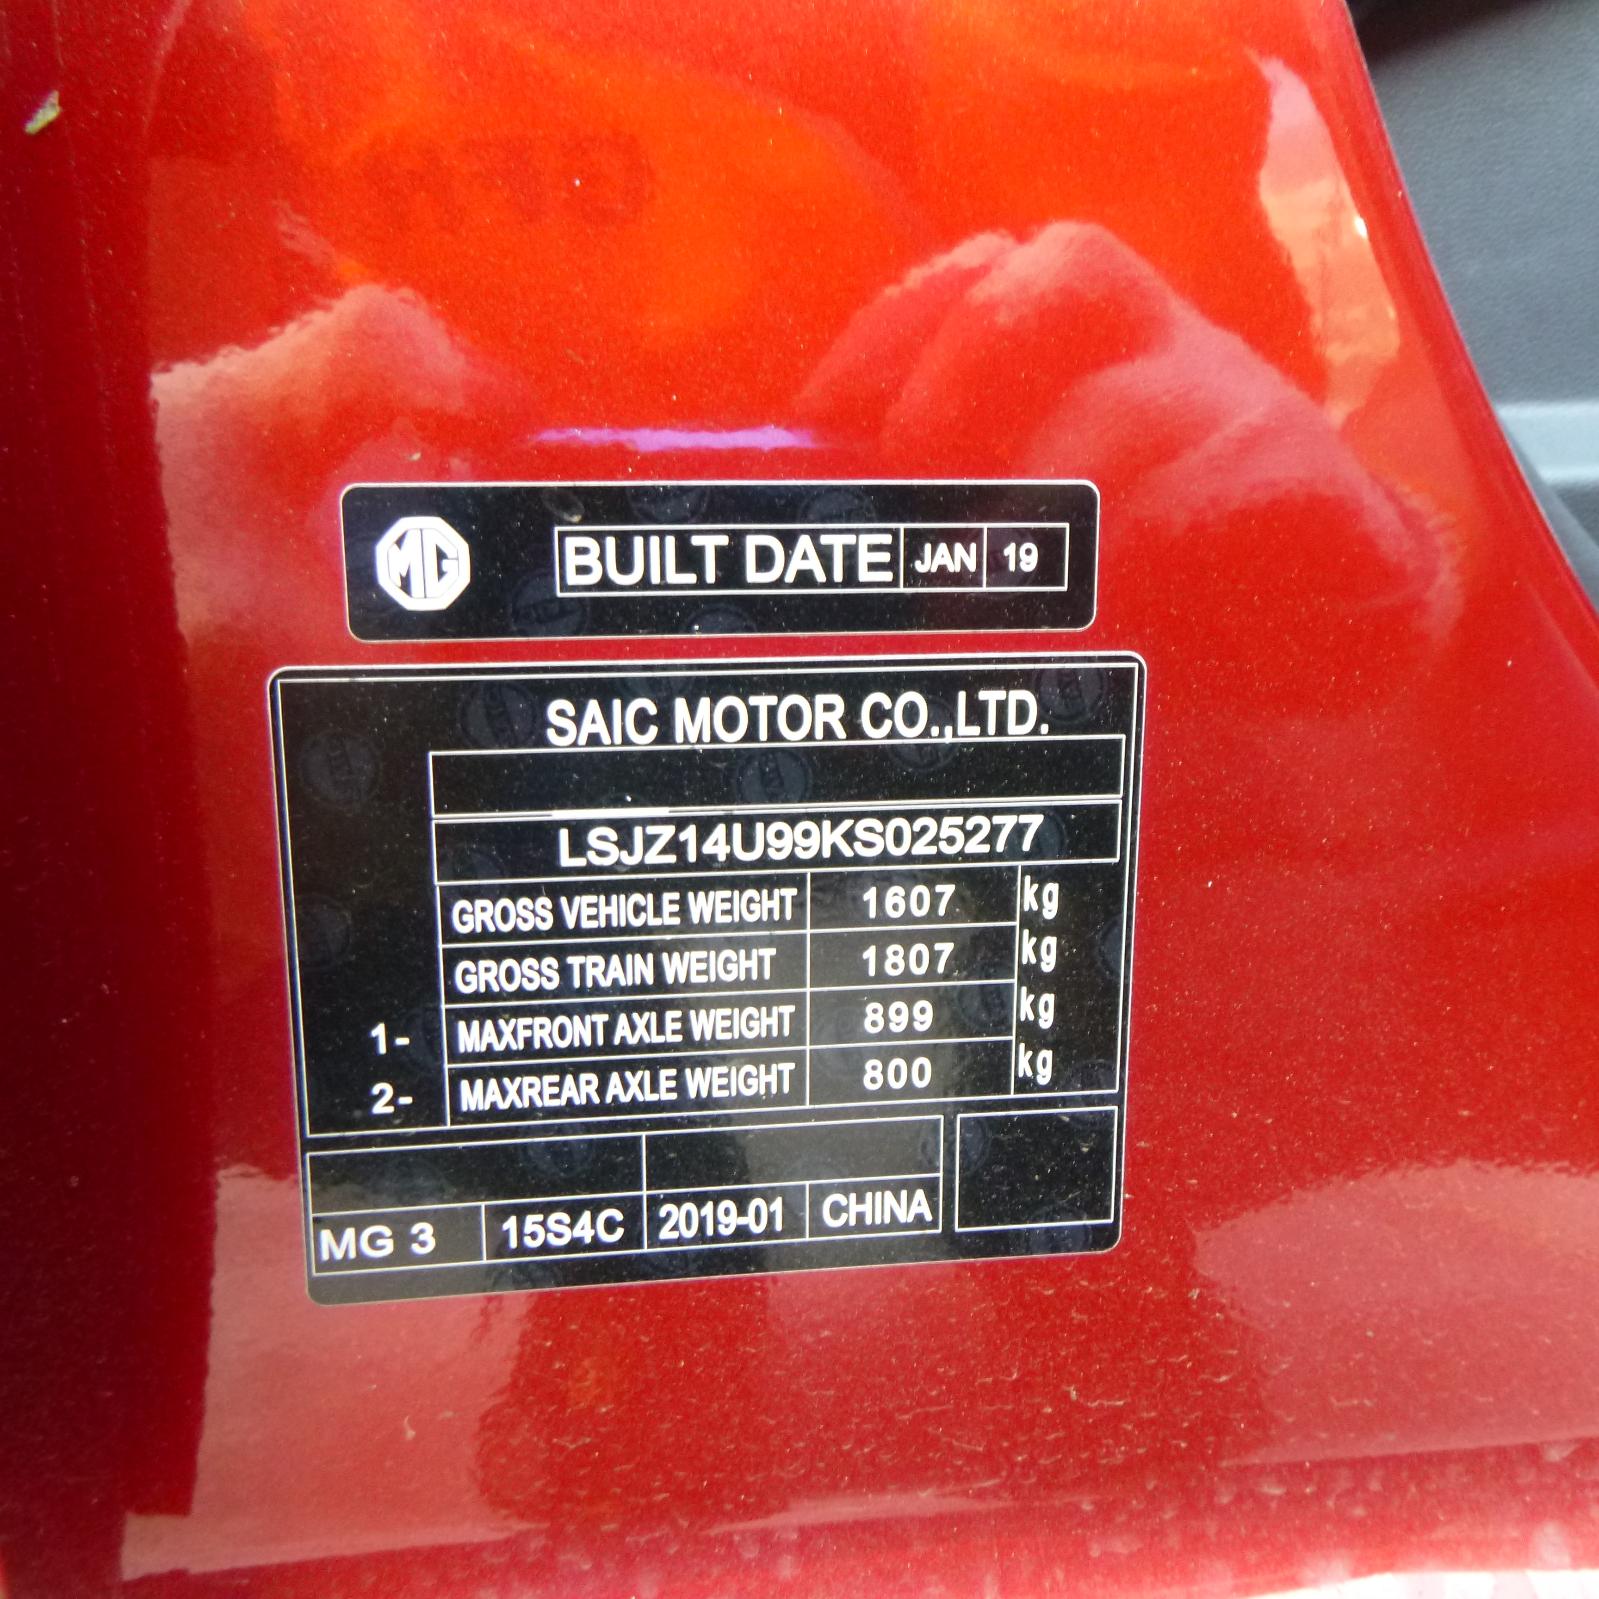 MG BUILT DATE JAN 19
SAIC MOTOR CO.,LTD.
LSJZ14U99KS025277
GROSS VEHICLE WEIGHT 1607 kg
GROSS TRAIN WEIGHT 1807 kg
1- MAXFRONT AXLE WEIGHT 899 kg
2- MAXREAR AXLE WEIGHT 800 kg
MG 3 15S4C 2019-01 CHINA